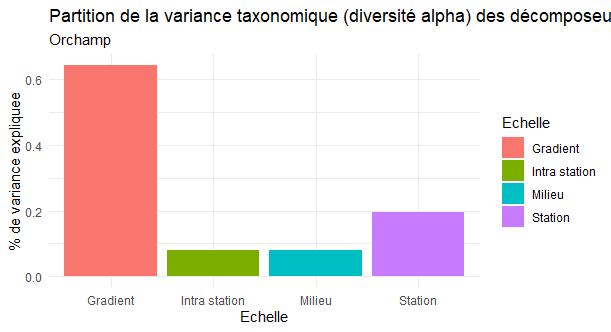 Partition de la variance taxonomique (diversité alpha) des décomposeu
Orchamp
% de variance expliquee
0.6
0.4
0.2
0.0
Gradient Intra station Milieu Station
Echelle
Echelle
Gradient
Intra station
Milieu
Station